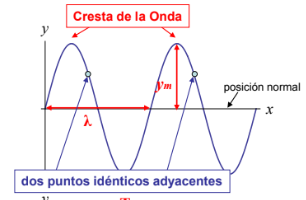 Cresta de la Onda
y
ym
posición normal
x
λ
dos puntos idénticos adyacentes